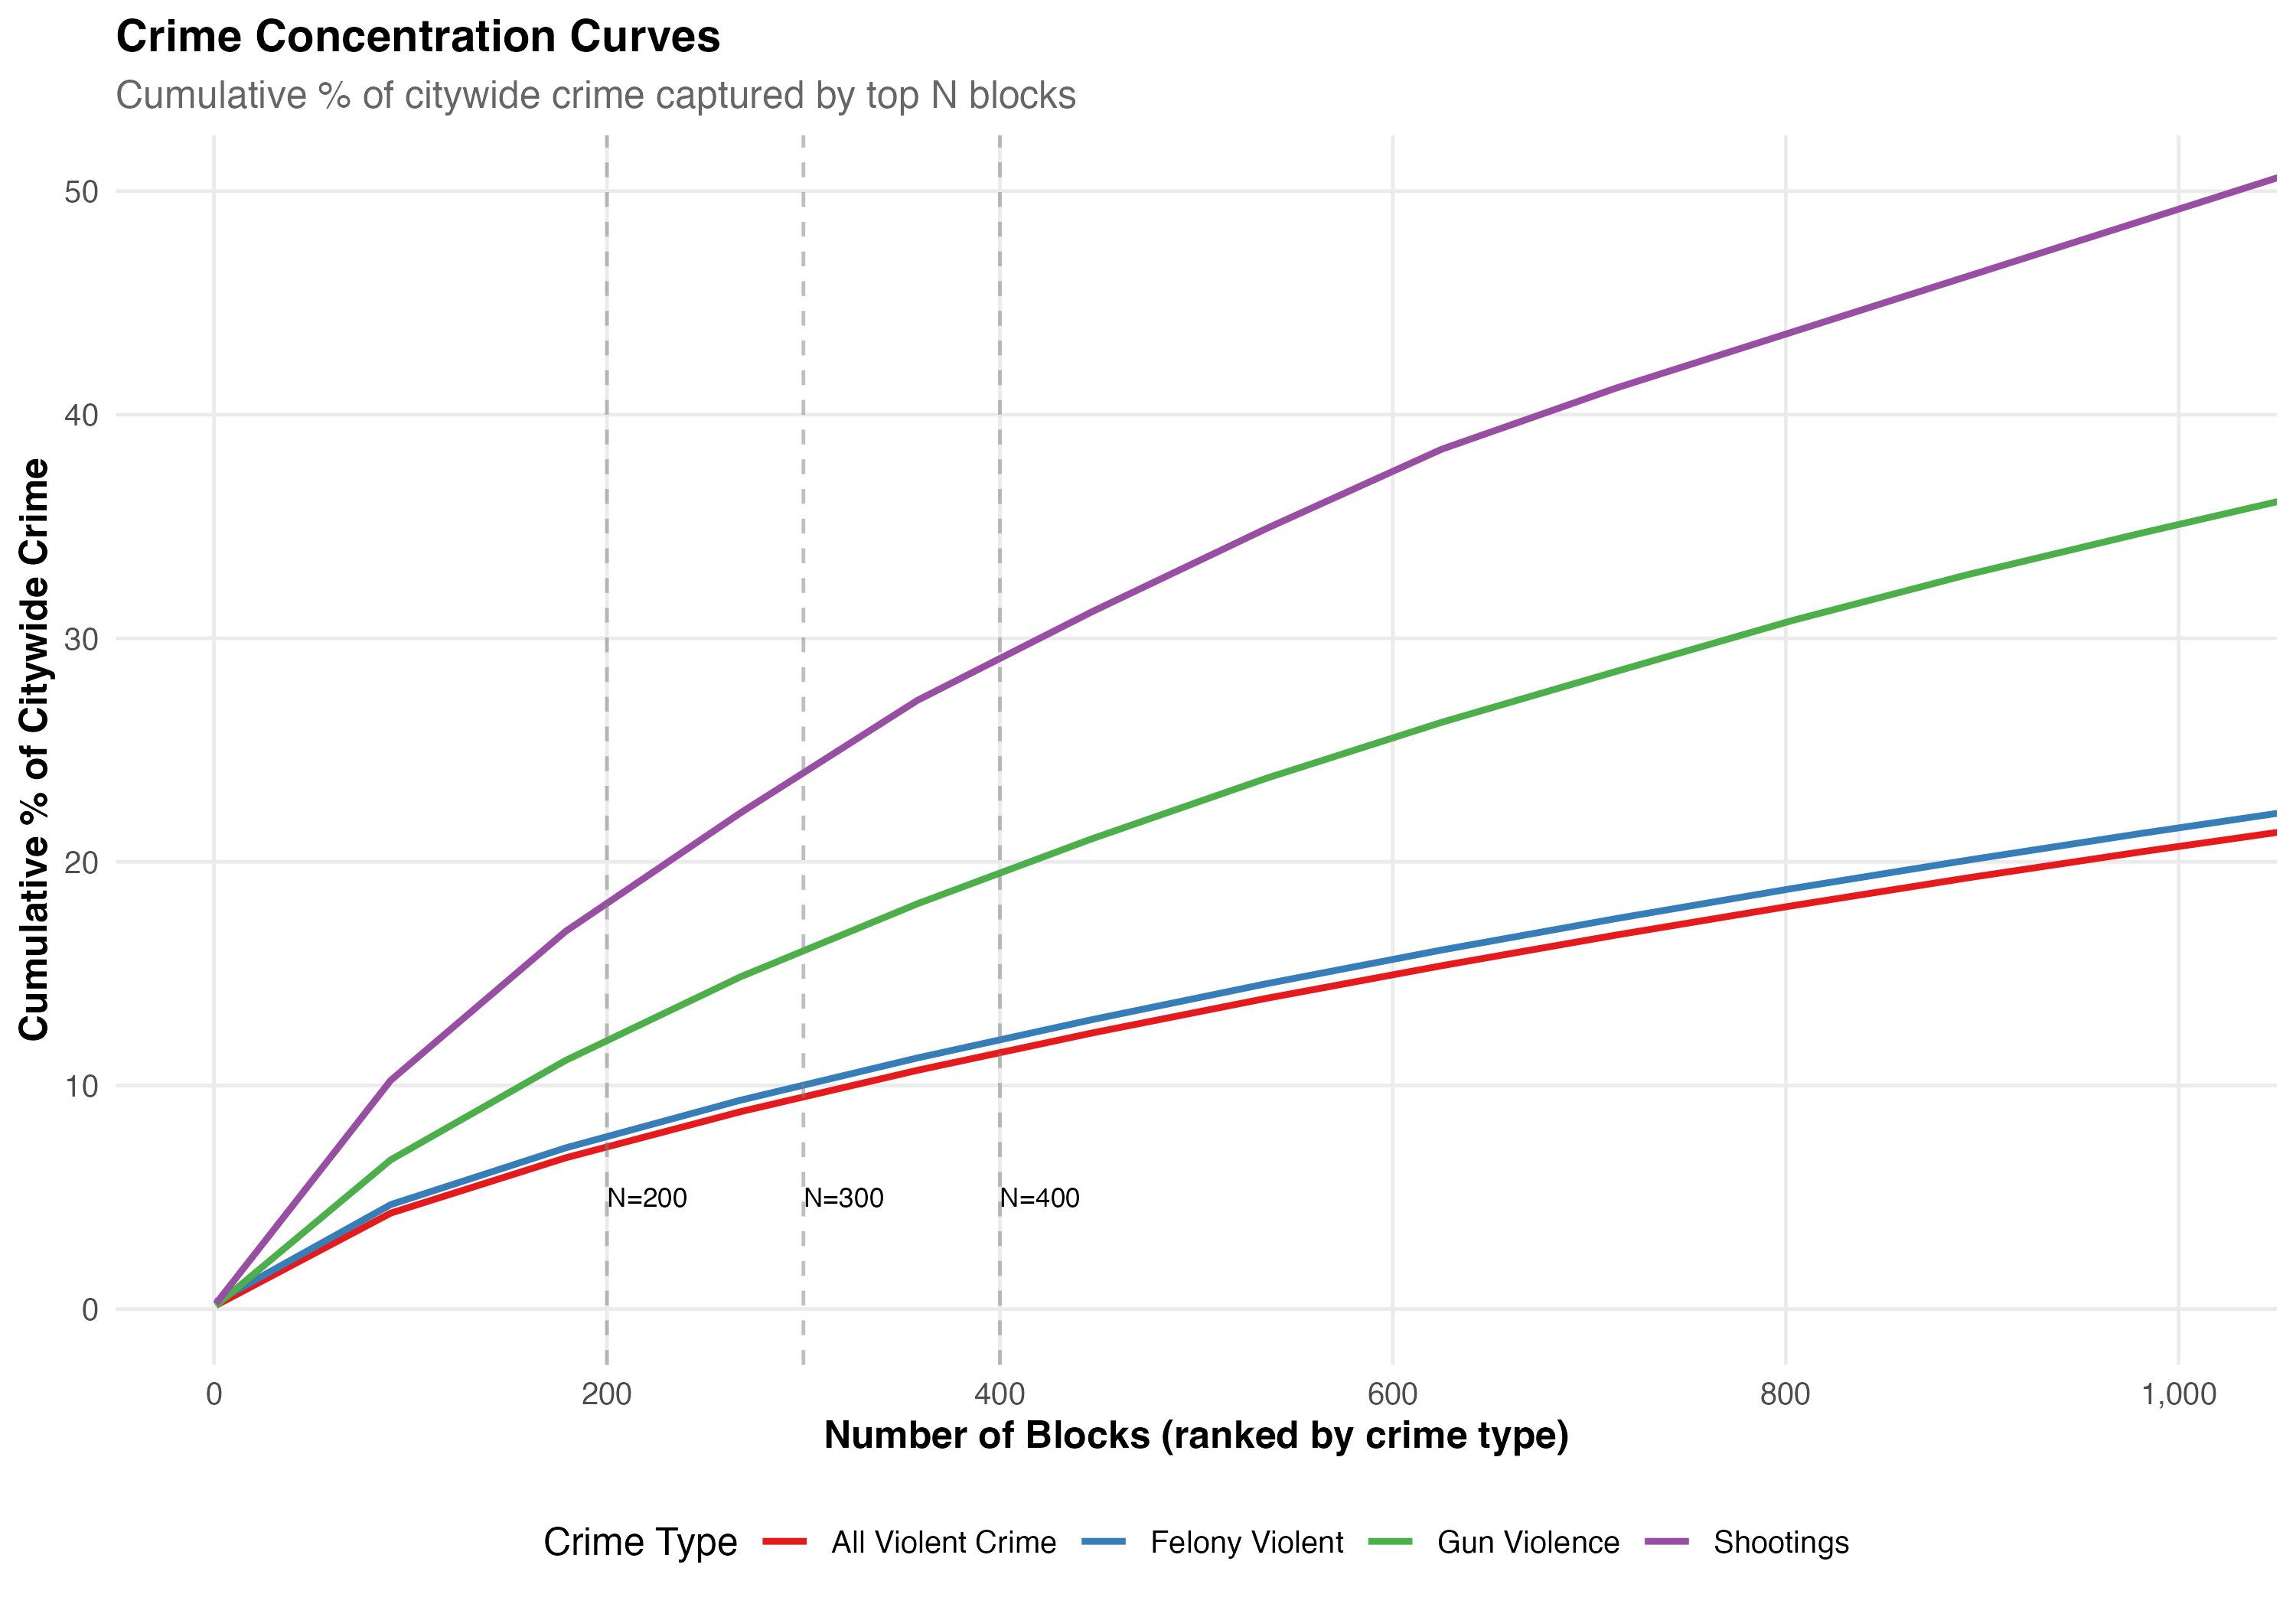 Crime Concentration Curves
Cumulative % of citywide crime captured by top N blocks
Cumulative % of Citywide Crime
50
40
30
20
10
0
N=200 N=300 N=400
0 200 400 600 800 1,000
Number of Blocks (ranked by crime type)
Crime Type All Violent Crime Felony Violent Gun Violence Shootings